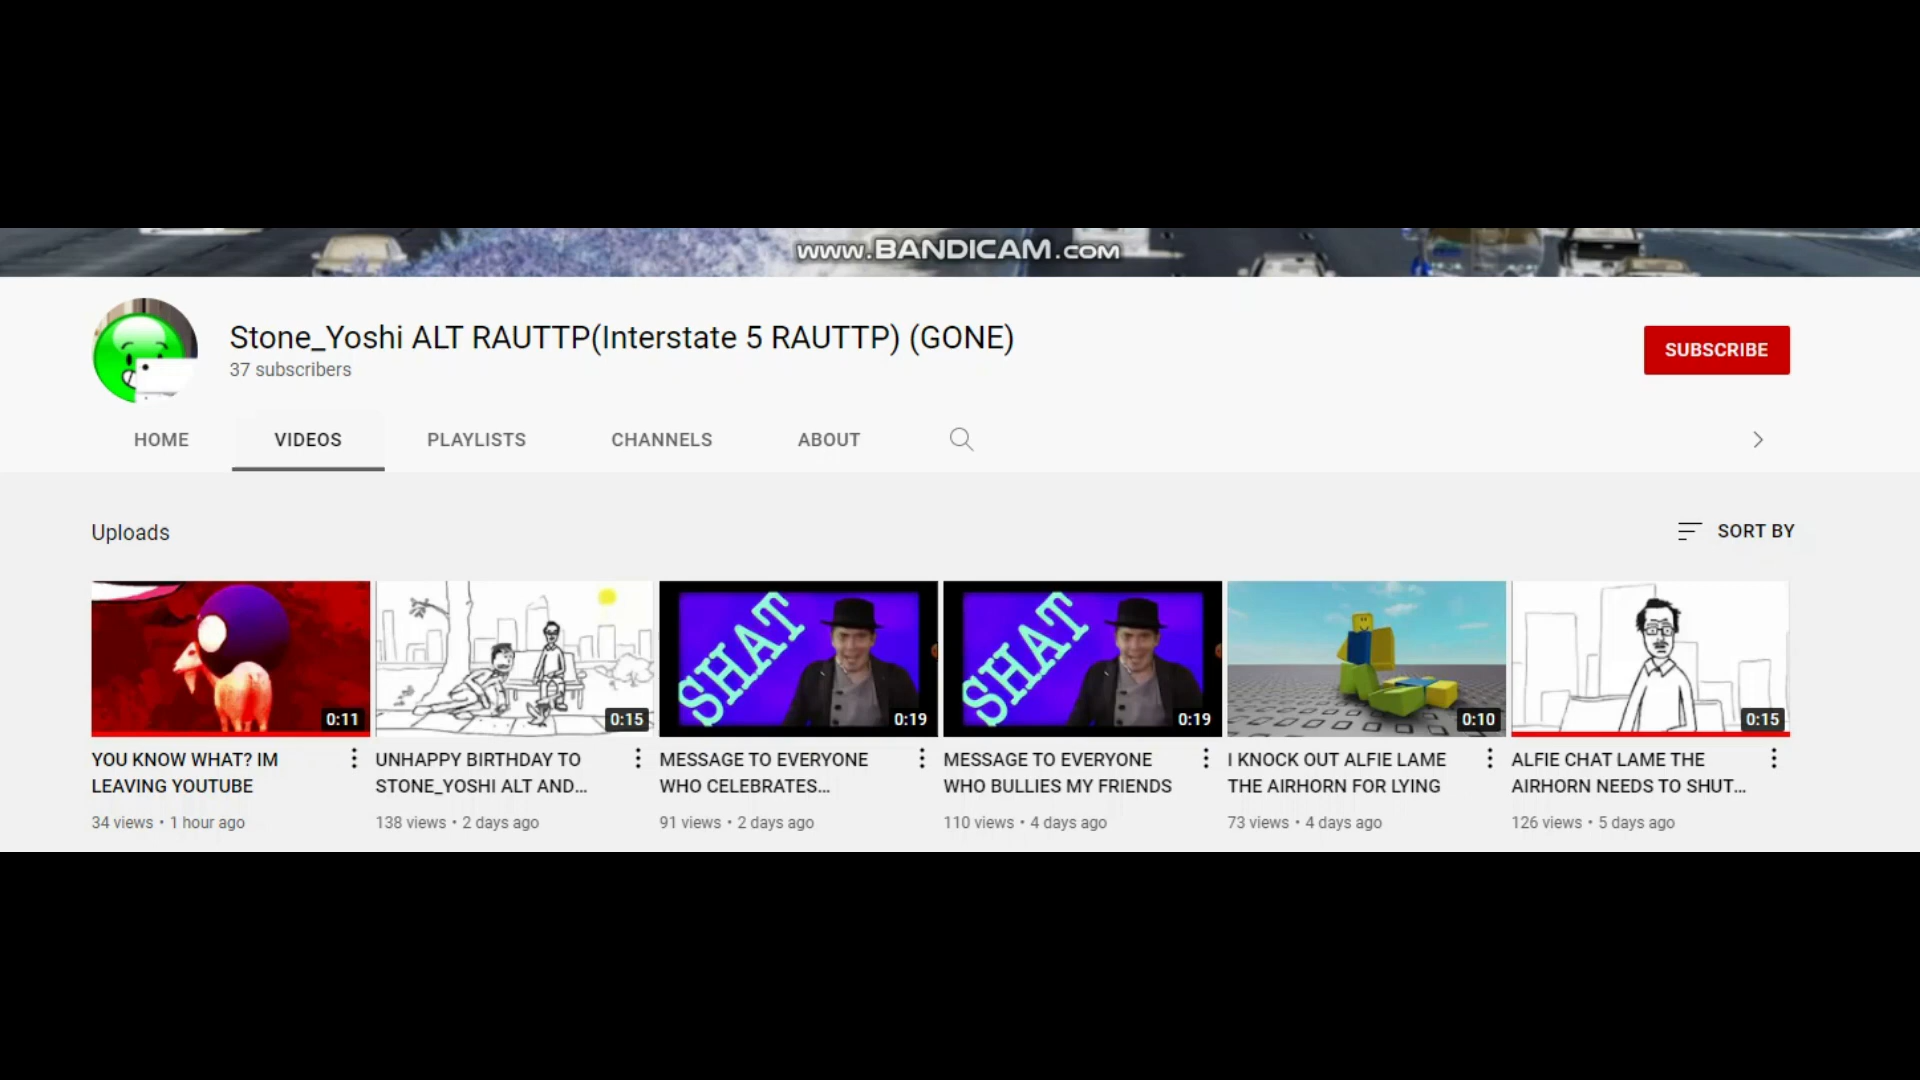 www.BANDICAM.com
Stone_Yoshi ALT RAUTTP(Interstate 5 RAUTTP) (GONE)
37 subscribers
SUBSCRIBE
HOME VIDEOS PLAYLISTS CHANNELS ABOUT
Uploads
SORT BY
SHAT SHAT
0:11 0:15 0:19 0:19 0:10 0:15
YOU KNOW WHAT? IM
LEAVING YOUTUBE
34 views • 1 hour ago
UNHAPPY BIRTHDAY TO
STONE_YOSHI ALT AND...
138 views • 2 days ago
MESSAGE TO EVERYONE
WHO CELEBRATES...
91 views • 2 days ago
MESSAGE TO EVERYONE
WHO BULLIES MY FRIENDS
110 views • 4 days ago
I KNOCK OUT ALFIE LAME
THE AIRHORN FOR LYING
73 views • 4 days ago
ALFIE CHAT LAME THE
AIRHORN NEEDS TO SHUT...
126 views • 5 days ago